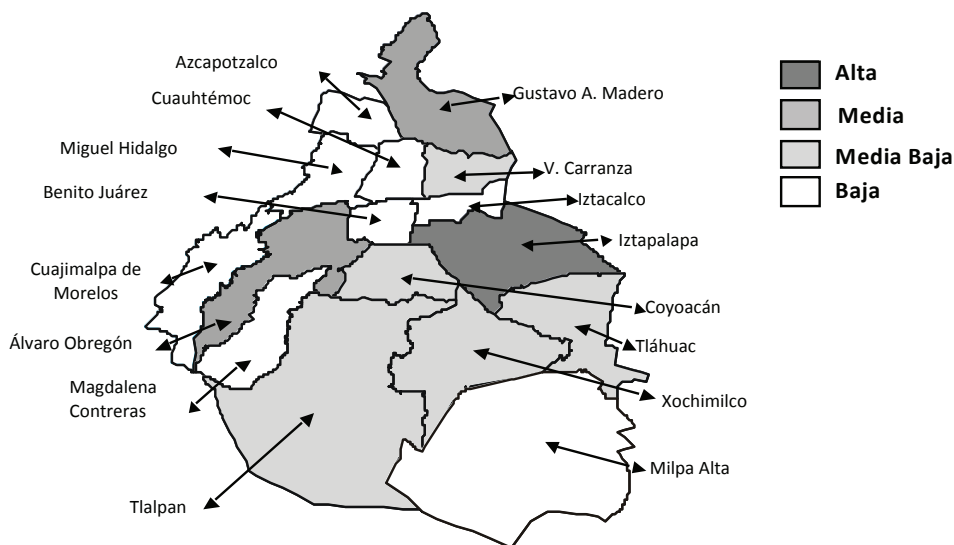 Azcapotzalco
Cuauhtémoc
Miguel Hidalgo
Benito Juárez
Cuajimalpa de
Morelos
Álvaro Obregón
Magdalena
Contreras
Tlalpan
Gustavo A. Madero
V. Carranza
Iztacalco
Iztapalapa
Coyoacán
Tláhuac
Xochimilco
Milpa Alta
Alta
Media
Media Baja
Baja